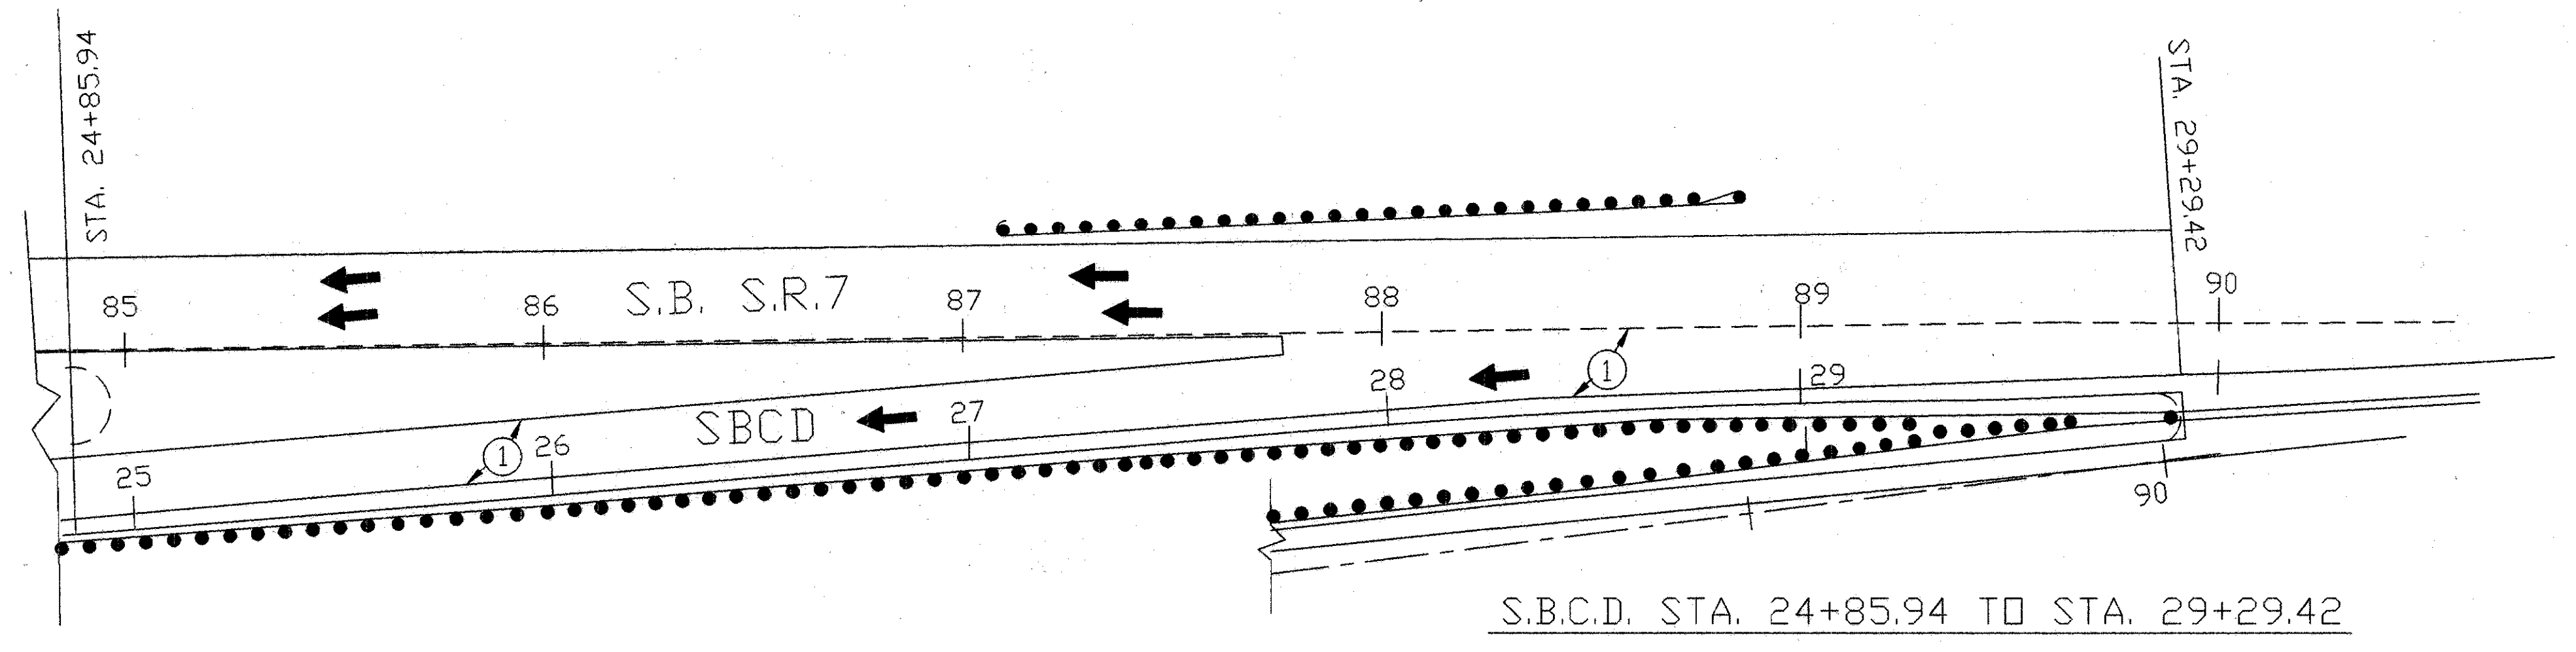 STA. 24+85.94
STA. 29+29.42
85
86
S.B. S.R.7
87
88
89
90
1
28
29
SBCD
27
1
26
25
90
S.B.C.D. STA. 24+85.94 TO STA. 29+29.42